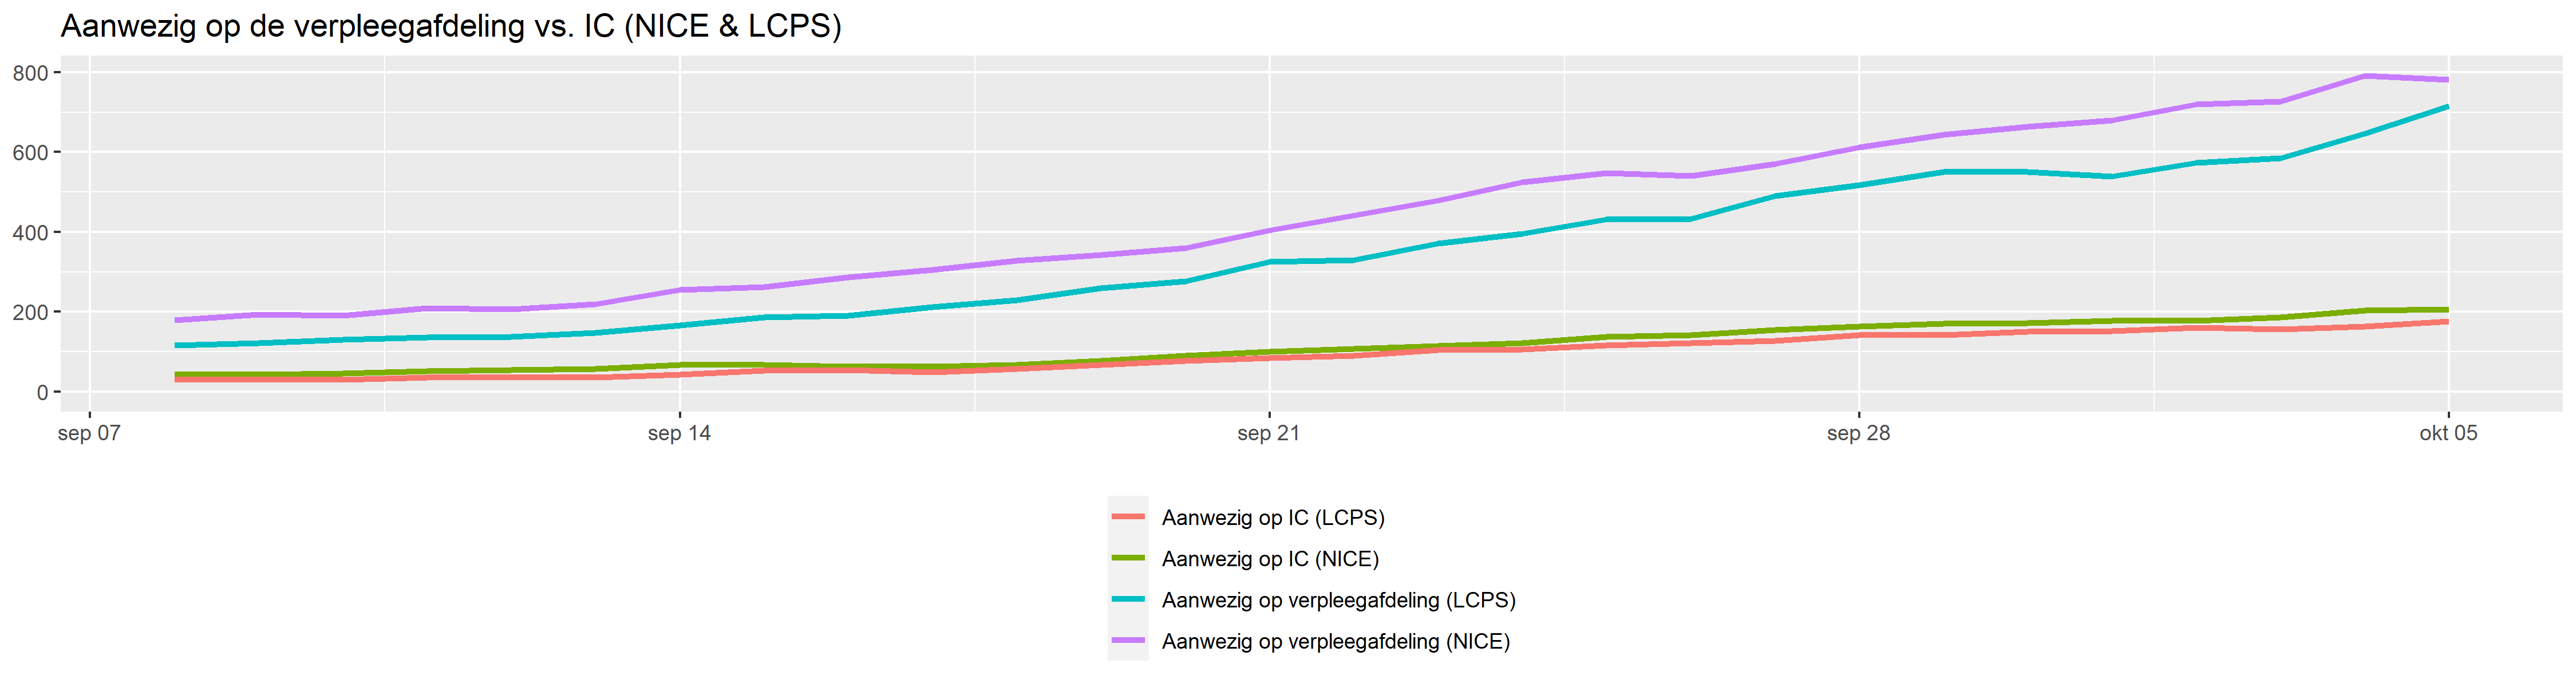 Aanwezig op de verpleegafdeling vs. IC (NICE & LCPS)
800
600
400
200
0
sep 07 sep 14 sep 21 sep 28 okt 05
Aanwezig op IC (LCPS)
Aanwezig op IC (NICE)
Aanwezig op verpleegafdeling (LCPS)
Aanwezig op verpleegafdeling (NICE)